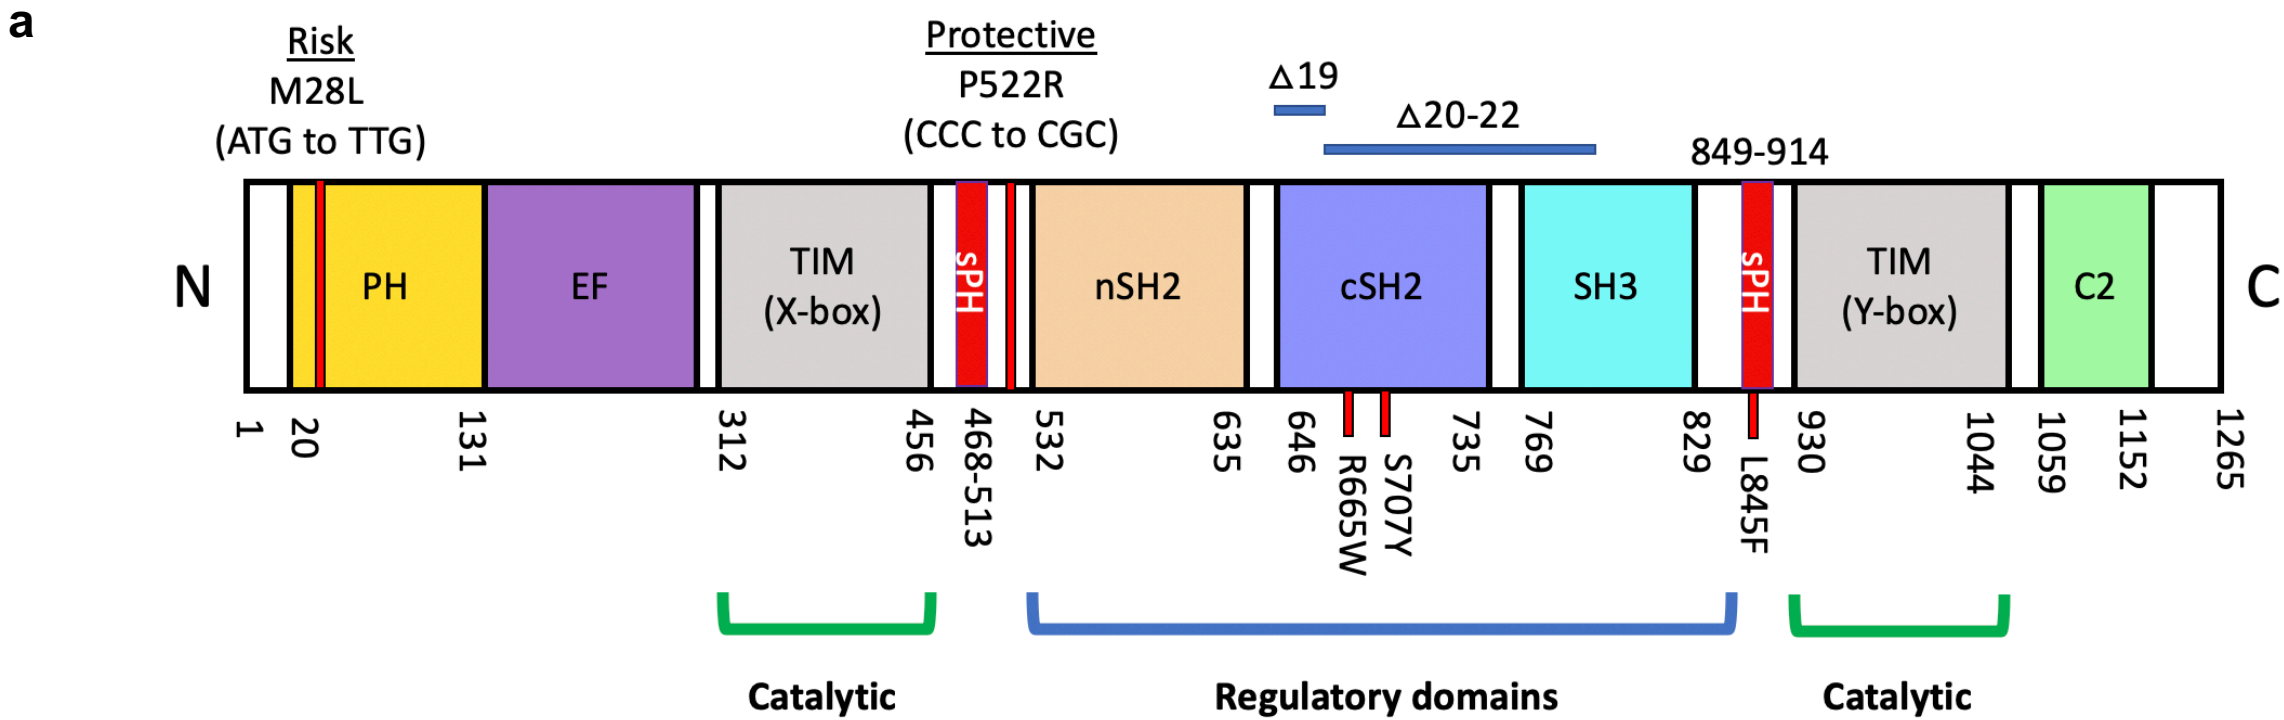 a
Risk
M28L
(ATG to TTG)
Protective
P522R
(CCC to CGC)
△19
△20-22
849-914
N
PH
EF
TIM
(X-box)
sPH
nSH2
cSH2
SH3
sPH
TIM
(Y-box)
C2
C
1
20
131
312
456
468-513
532
635
646
R665W
S707Y
735
769
829
L845F
930
1044
1059
1152
1265
Catalytic
Regulatory domains
Catalytic